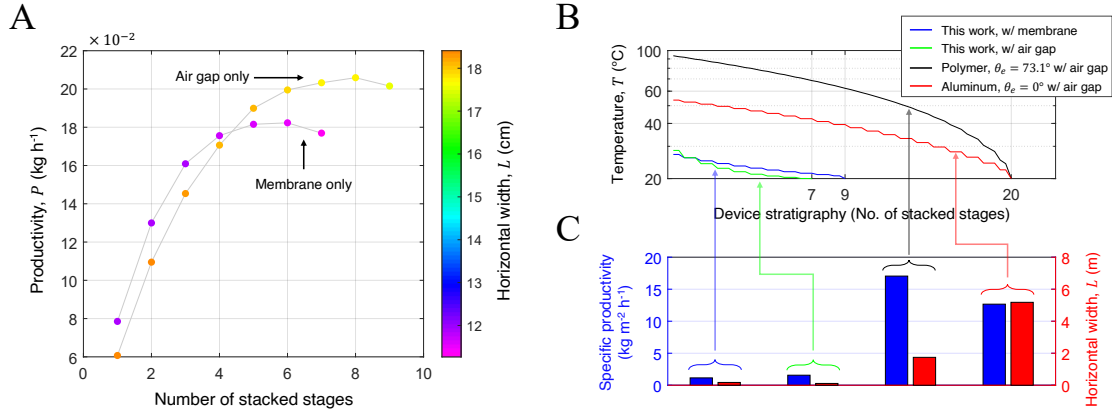 A
× 10⁻²
22
20
18
16
14
12
10
8
6
0
2
4
6
8
10
Productivity, P (kg h⁻¹)
Number of stacked stages
Air gap only
Membrane only
18
17
16
15
14
13
12
Horizontal width, L (cm)
B
100
60
40
20
Temperature, T (°C)
7
9
20
Device stratigraphy (No. of stacked stages)
This work, w/ membrane
This work, w/ air gap
Polymer, θₑ = 73.1° w/ air gap
Aluminum, θₑ = 0° w/ air gap
C
20
15
10
5
0
Specific productivity
(kg m⁻² h⁻¹)
8
6
4
2
0
Horizontal width, L (m)